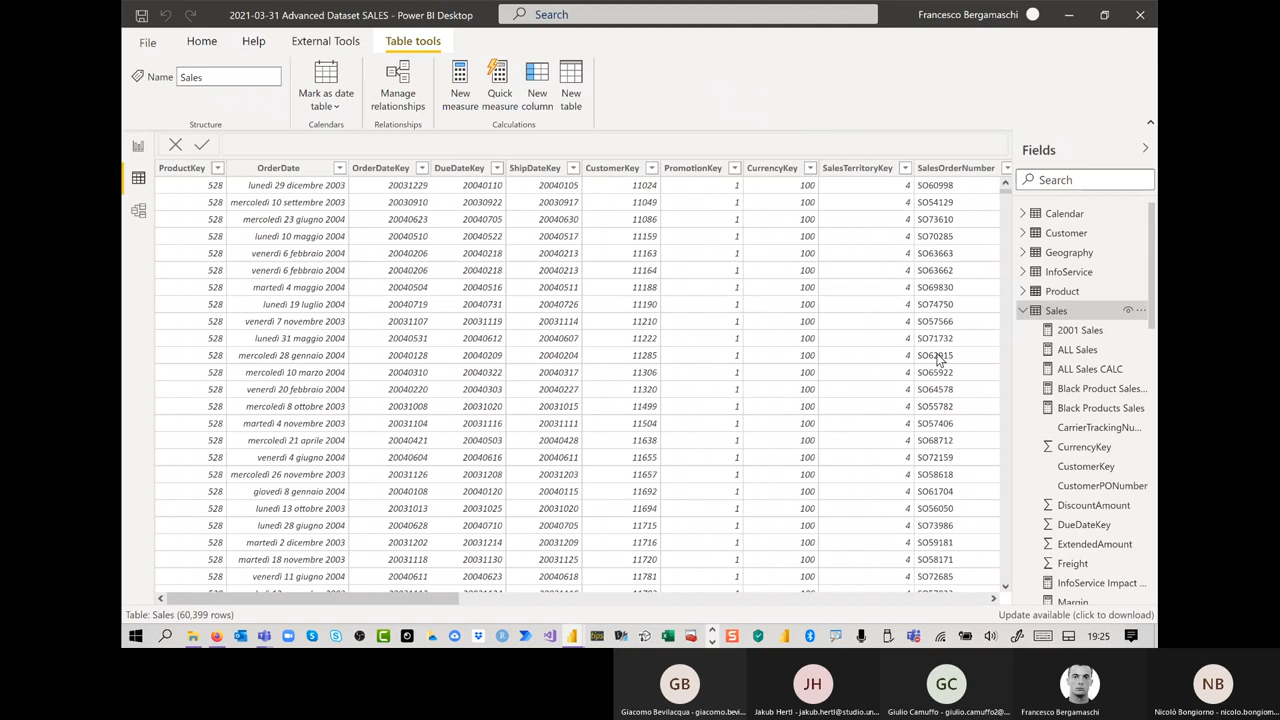 2021-03-31 Advanced Dataset SALES - Power BI Desktop
Search
Francesco Bergamaschi
File Home Help External Tools Table tools
Name Sales
Mark as date table
Manage relationships
New measure
Quick measure
New column
New table
Structure Calendars Relationships Calculations
Fields
Search
ProductKey OrderDate OrderDateKey DueDateKey ShipDateKey CustomerKey PromotionKey CurrencyKey SalesTerritoryKey SalesOrderNumber
528 lunedì 29 dicembre 2003 20031229 20040110 20040105 11024 1 100 4 SO60998
528 mercoledì 10 settembre 2003 20030910 20030922 20030917 11049 1 100 4 SO54129
528 mercoledì 23 giugno 2004 20040623 20040705 20040630 11086 1 100 4 SO73610
528 lunedì 10 maggio 2004 20040510 20040522 20040517 11159 1 100 4 SO70285
528 venerdì 6 febbraio 2004 20040206 20040218 20040213 11163 1 100 4 SO63663
528 venerdì 6 febbraio 2004 20040206 20040218 20040213 11164 1 100 4 SO63662
528 martedì 4 maggio 2004 20040504 20040516 20040511 11188 1 100 4 SO69830
528 lunedì 19 luglio 2004 20040719 20040731 20040726 11190 1 100 4 SO74750
528 venerdì 7 novembre 2003 20031107 20031119 20031114 11210 1 100 4 SO57566
528 lunedì 31 maggio 2004 20040531 20040612 20040607 11222 1 100 4 SO71732
528 mercoledì 28 gennaio 2004 20040128 20040209 20040204 11285 1 100 4
528 mercoledì 10 marzo 2004 20040310 20040322 20040317 11306 1 100 4 SO65922
528 venerdì 20 febbraio 2004 20040220 20040303 20040227 11320 1 100 4 SO64578
528 mercoledì 8 ottobre 2003 20031008 20031020 20031015 11499 1 100 4 SO55782
528 martedì 4 novembre 2003 20031104 20031116 20031111 11504 1 100 4 SO57406
528 mercoledì 21 aprile 2004 20040421 20040503 20040428 11638 1 100 4 SO68712
528 venerdì 4 giugno 2004 20040604 20040616 20040611 11655 1 100 4 SO72159
528 mercoledì 26 novembre 2003 20031126 20031208 20031203 11657 1 100 4 SO58618
528 giovedì 8 gennaio 2004 20040108 20040120 20040115 11692 1 100 4 SO61704
528 lunedì 13 ottobre 2003 20031013 20031025 20031020 11694 1 100 4 SO56050
528 lunedì 28 giugno 2004 20040628 20040710 20040705 11715 1 100 4 SO73986
528 martedì 2 dicembre 2003 20031202 20031214 20031209 11716 1 100 4 SO59181
528 martedì 18 novembre 2003 20031118 20031130 20031125 11720 1 100 4 SO58171
528 venerdì 11 giugno 2004 20040611 20040623 20040618 11781 1 100 4 SO72685
Calendar
Customer
Geography
InfoService
Product
Sales
2001 Sales
ALL Sales
ALL Sales CALC
Black Product Sales...
Black Products Sales
CarrierTrackingNu...
CurrencyKey
CustomerKey
CustomerPONumber
DiscountAmount
DueDateKey
ExtendedAmount
Freight
InfoService Impact ...
Margin
Table: Sales (60,399 rows)
Update available (click to download)
19:25
GB JH GC NB
Giacomo Bevilacqua - giacomo.bevi...
Jakub Hertl - jakub.hertl@studio.un...
Giulio Camuffo - giulio.camuffo2@...
Francesco Bergamaschi
Nicolò Bongiorno - nicolo.bongiorn...